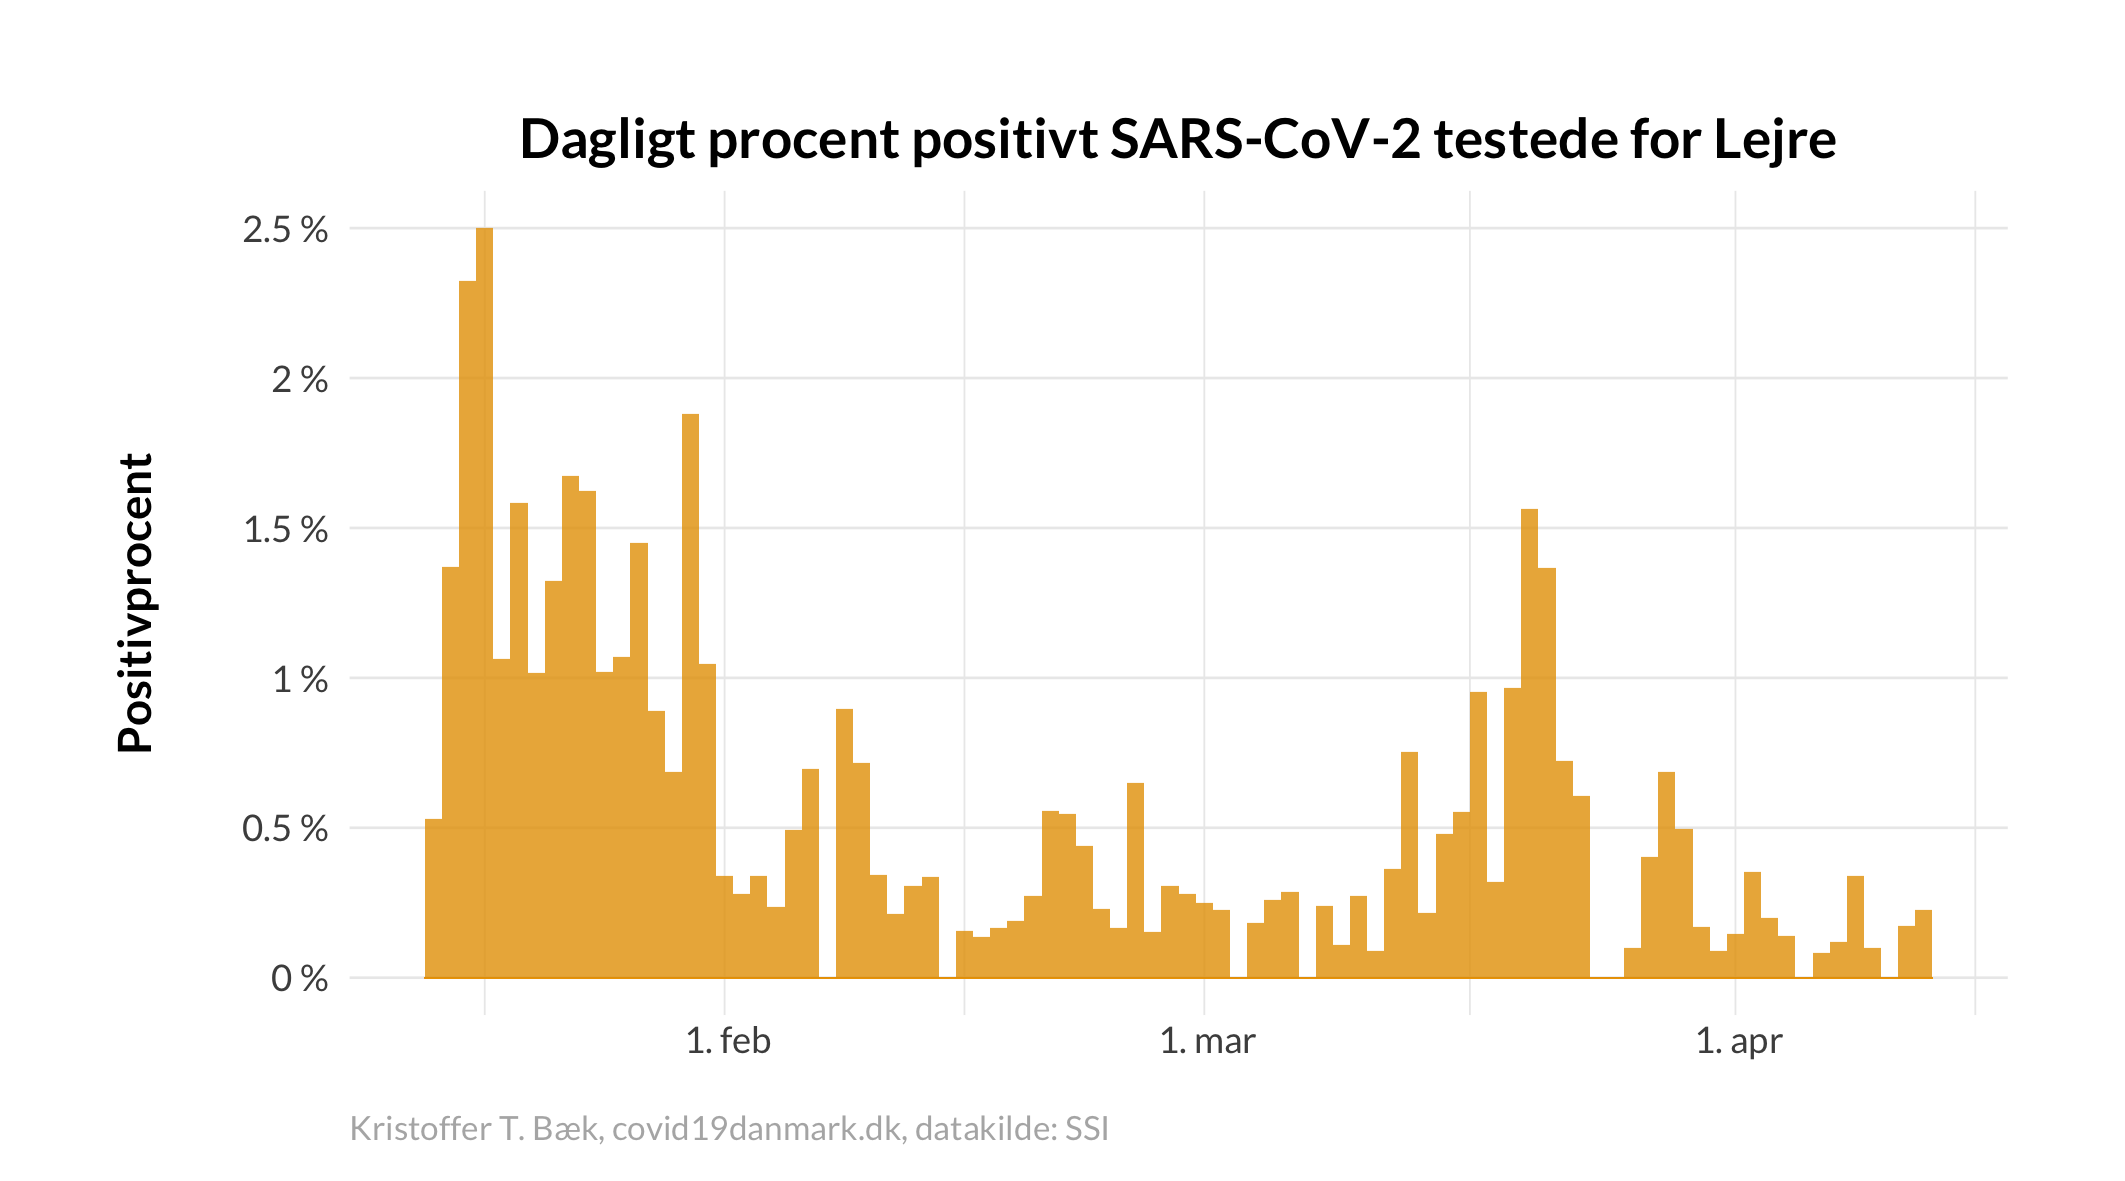 Dagligt procent positivt SARS-CoV-2 testede for Lejre
Positivprocent
2.5 %
2 %
1.5 %
1 %
0.5 %
0 %
1. feb
1. mar
1. apr
Kristoffer T. Bæk, covid19danmark.dk, datakilde: SSI